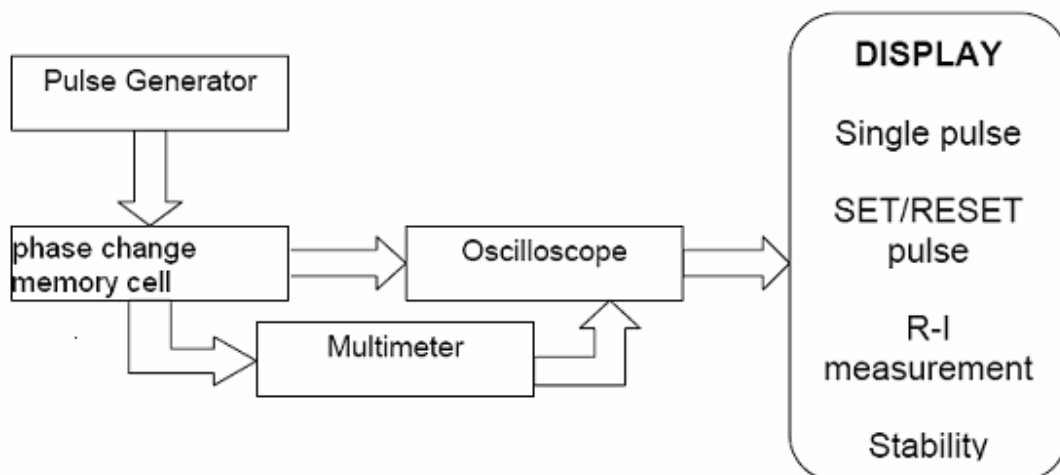 Pulse Generator
phase change
memory cell
Oscilloscope
Multimeter
DISPLAY
Single pulse
SET/RESET
pulse
R-I
measurement
Stability